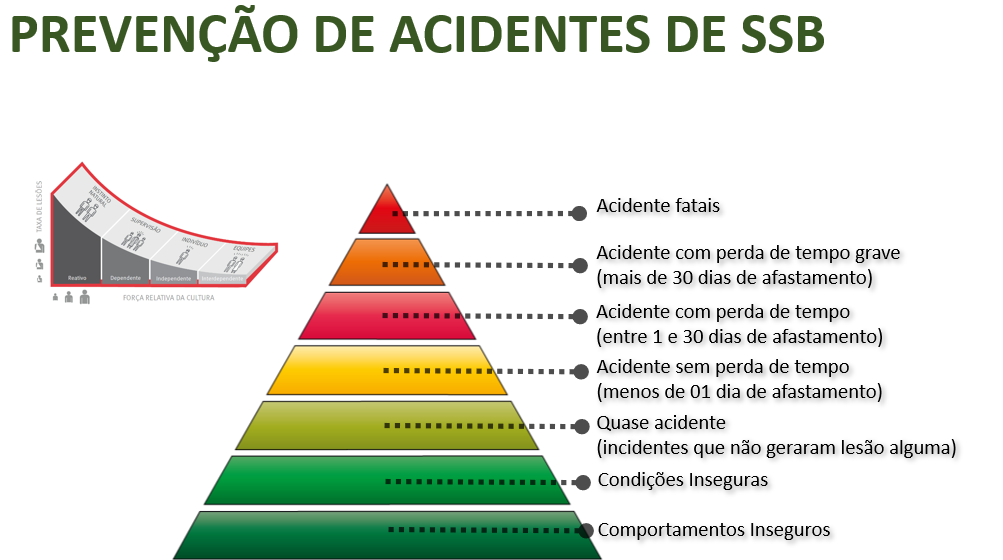 PREVENÇÃO DE ACIDENTES DE SSB
TAXA DE LESÕES
INSTINTO
NATURAL
SUPERVISÃO
INDIVÍDUO
EQUIPES
Reativo
Dependente
Independente
Interdependente
FORÇA RELATIVA DA CULTURA
Acidente fatais
Acidente com perda de tempo grave
(mais de 30 dias de afastamento)
Acidente com perda de tempo
(entre 1 e 30 dias de afastamento)
Acidente sem perda de tempo
(menos de 01 dia de afastamento)
Quase acidente
(incidentes que não geraram lesão alguma)
Condições Inseguras
Comportamentos Inseguros